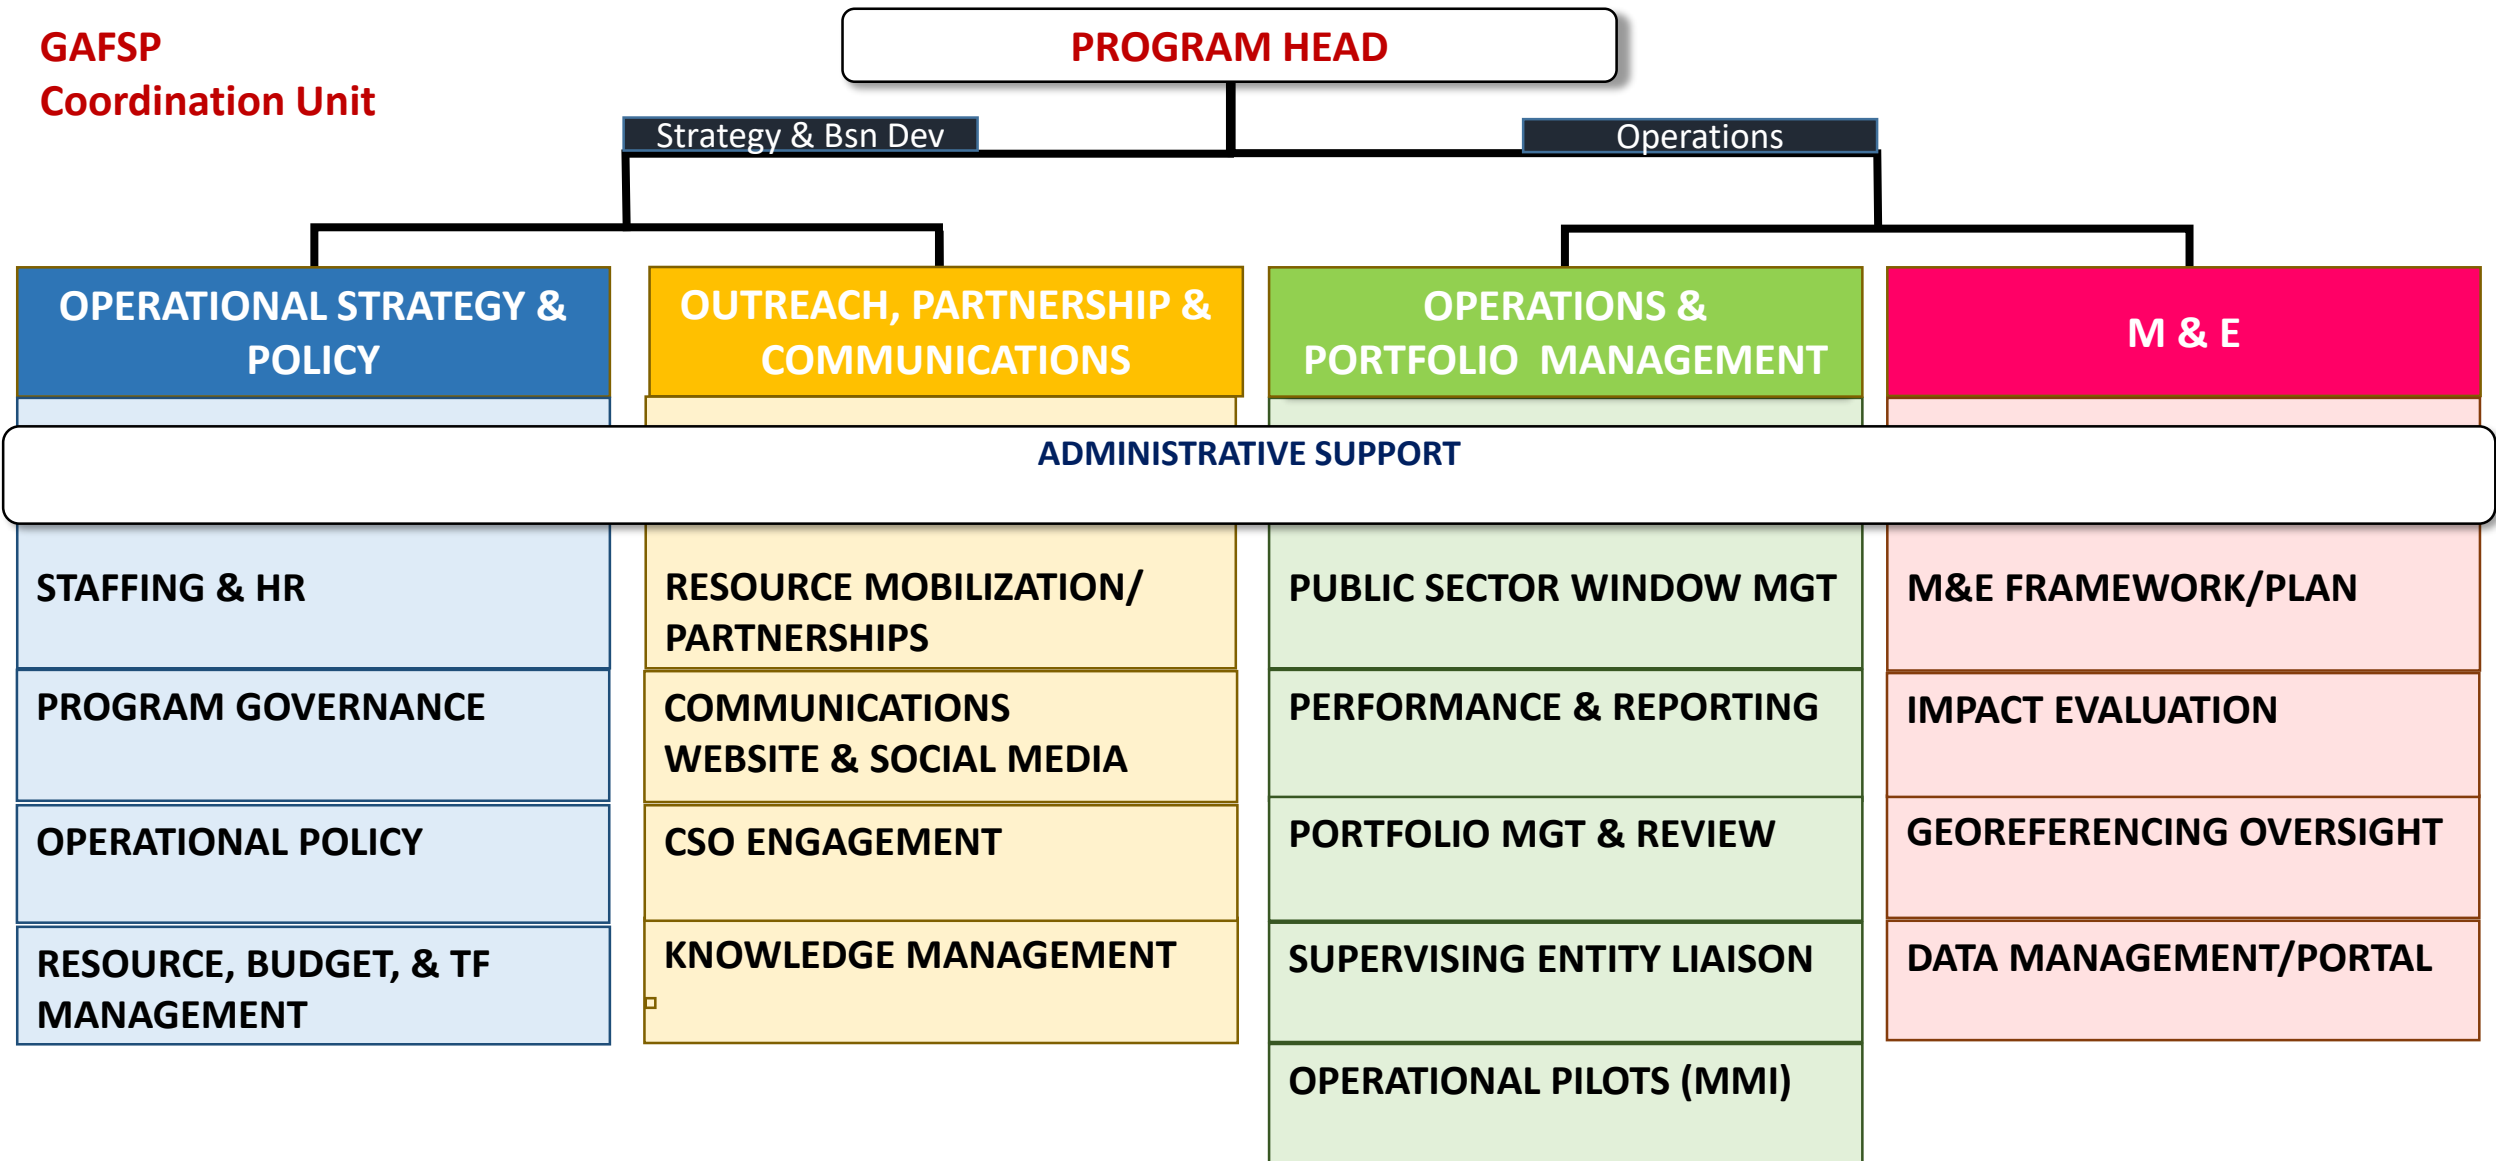 GAFSP
Coordination Unit
PROGRAM HEAD
Strategy & Bsn Dev
Operations
OPERATIONAL STRATEGY &
POLICY
OUTREACH, PARTNERSHIP &
COMMUNICATIONS
OPERATIONS &
PORTFOLIO MANAGEMENT
M & E
ADMINISTRATIVE SUPPORT
STAFFING & HR
PROGRAM GOVERNANCE
OPERATIONAL POLICY
RESOURCE, BUDGET, & TF
MANAGEMENT
RESOURCE MOBILIZATION/
PARTNERSHIPS
COMMUNICATIONS
WEBSITE & SOCIAL MEDIA
CSO ENGAGEMENT
KNOWLEDGE MANAGEMENT
PUBLIC SECTOR WINDOW MGT
PERFORMANCE & REPORTING
PORTFOLIO MGT & REVIEW
SUPERVISING ENTITY LIAISON
OPERATIONAL PILOTS (MMI)
M&E FRAMEWORK/PLAN
IMPACT EVALUATION
GEOREFERENCING OVERSIGHT
DATA MANAGEMENT/PORTAL